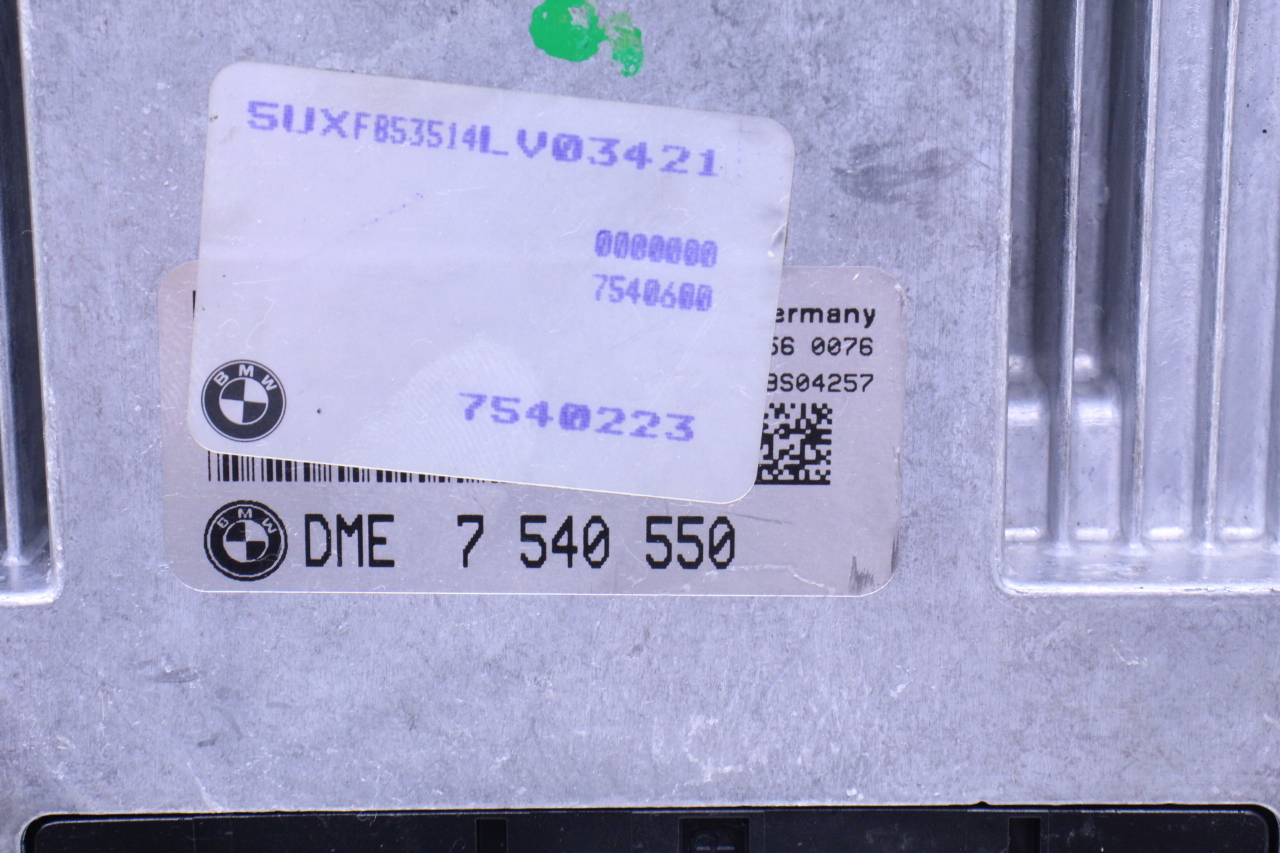 5UXFB53514LV03421
0000000
7540600
ermany
56 0076
BS04257
BMW
7540223
BMW
DME 7 540 550